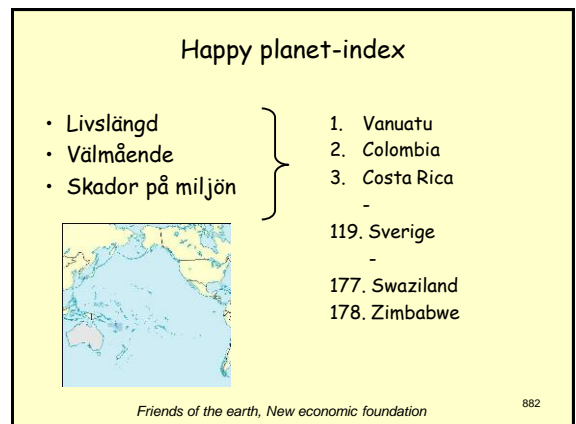 Happy planet-index
• Livslängd
• Välmående
• Skador på miljön
1. Vanuatu
2. Colombia
3. Costa Rica
-
119. Sverige
-
177. Swaziland
178. Zimbabwe
Friends of the earth, New economic foundation
882